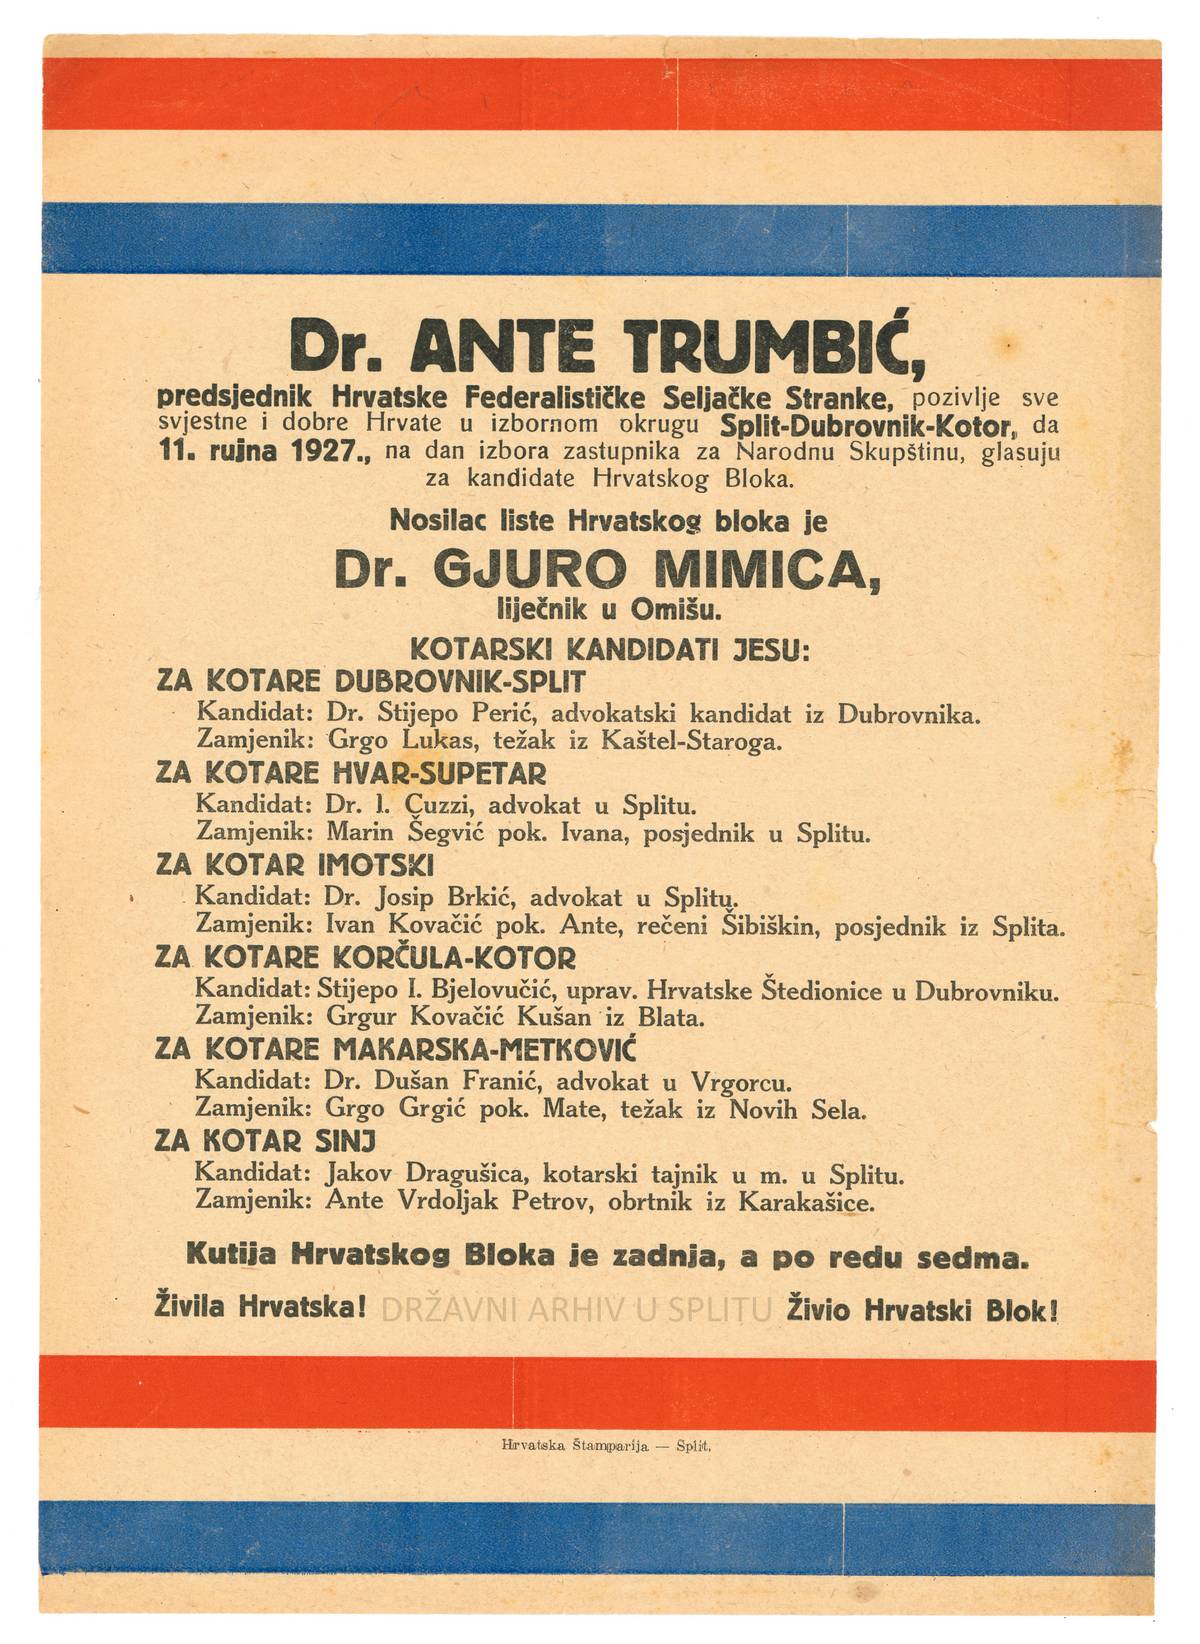 Dr. ANTE TRUMBIĆ,
predsjednik Hrvatske Federalističke Seljačke Stranke, pozivlje sve
svjestne i dobre Hrvate u izbornom okrugu Split-Dubrovnik-Kotor, da
11. rujna 1927., na dan izbora zastupnika za Narodnu Skupštinu, glasuju
za kandidate Hrvatskog Bloka.
Nosilac liste Hrvatskog bloka je
Dr. GJURO MIMICA,
liječnik u Omišu.
KOTARSKI KANDIDATI JESU:
ZA KOTARE DUBROVNIK-SPLIT
Kandidat: Dr. Stijepo Perić, advokatski kandidat iz Dubrovnika.
Zamjenik: Grgo Lukas, težak iz Kaštel-Staroga.
ZA KOTARE HVAR-SUPETAR
Kandidat: Dr. I. Cuzzi, advokat u Splitu.
Zamjenik: Marin Šegvić pok. Ivana, posjednik u Splitu.
ZA KOTAR IMOTSKI
Kandidat: Dr. Josip Brkić, advokat u Splitu.
Zamjenik: Ivan Kovačić pok. Ante, rečeni Šibiškin, posjednik iz Splita.
ZA KOTARE KORČULA-KOTOR
Kandidat: Stijepo I. Bjelovučić, uprav. Hrvatske Štedionice u Dubrovniku.
Zamjenik: Grgur Kovačić Kušan iz Blata.
ZA KOTARE MAKARSKA-METKOVIĆ
Kandidat: Dr. Dušan Franić, advokat u Vrgorcu.
Zamjenik: Grgo Grgić pok. Mate, težak iz Novih Sela.
ZA KOTAR SINJ
Kandidat: Jakov Dragušica, kotarski tajnik u m. u Splitu.
Zamjenik: Ante Vrdoljak Petrov, obrtnik iz Karakašice.
Kutija Hrvatskog Bloka je zadnja, a po redu sedma.
Živila Hrvatska! DRŽAVNI ARHIV U SPLITU Živio Hrvatski Blok!
Hrvatska Štamparija — Split.